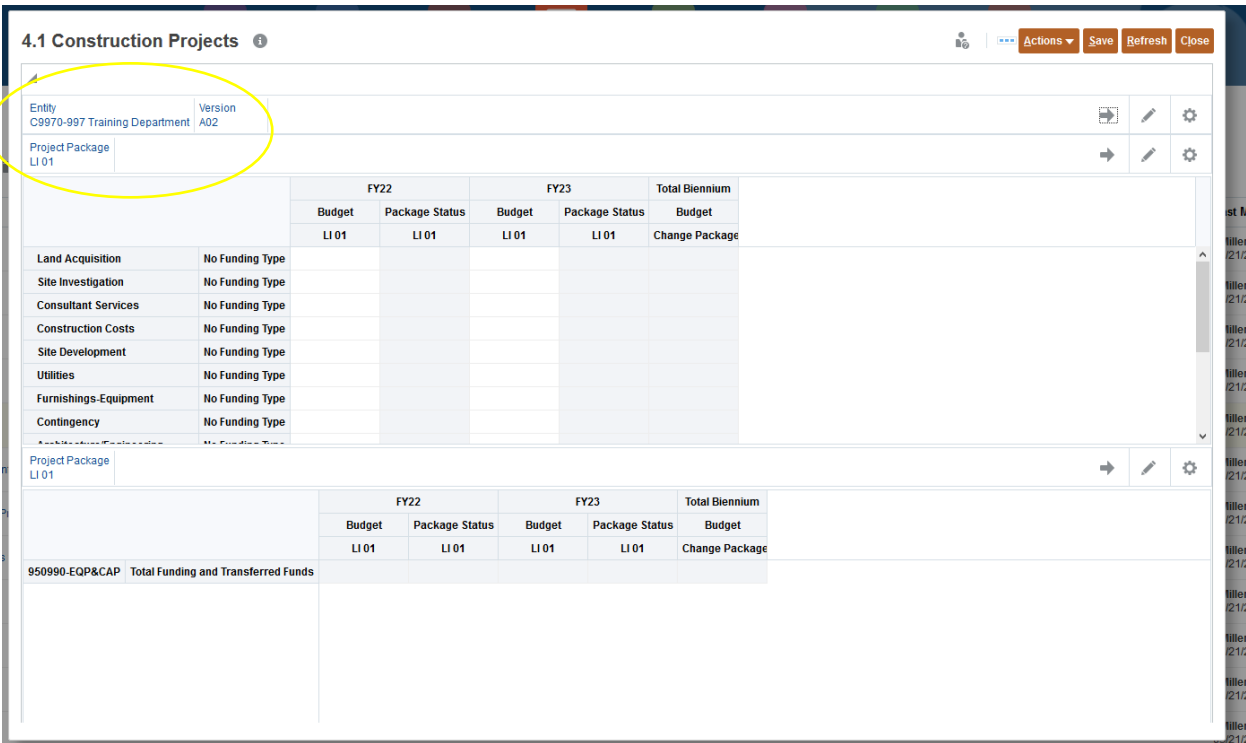 4.1 Construction Projects
Actions Save Refresh Close
Entity Version
C9970-997 Training Department A02
Project Package
LI 01
FY22 FY23 Total Biennium
Budget Package Status Budget Package Status Budget
LI 01 LI 01 LI 01 LI 01 Change Package
Land Acquisition No Funding Type
Site Investigation No Funding Type
Consultant Services No Funding Type
Construction Costs No Funding Type
Site Development No Funding Type
Utilities No Funding Type
Furnishings-Equipment No Funding Type
Contingency No Funding Type
Project Package
LI 01
FY22 FY23 Total Biennium
Budget Package Status Budget Package Status Budget
LI 01 LI 01 LI 01 LI 01 Change Package
950990-EQP&CAP Total Funding and Transferred Funds